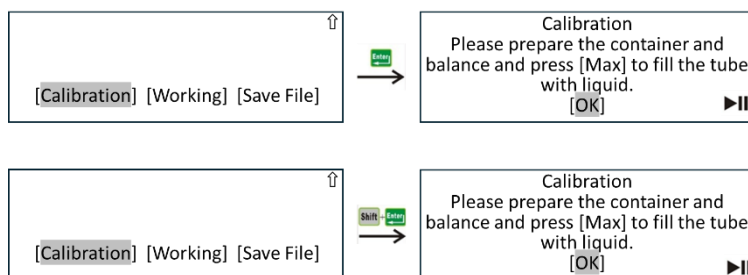 ⇧
[Calibration] [Working] [Save File]
Enter
Calibration
Please prepare the container and
balance and press [Max] to fill the tube
with liquid.
[OK]
⇧
[Calibration] [Working] [Save File]
Shift + Enter
Calibration
Please prepare the container and
balance and press [Max] to fill the tube
with liquid.
[OK]